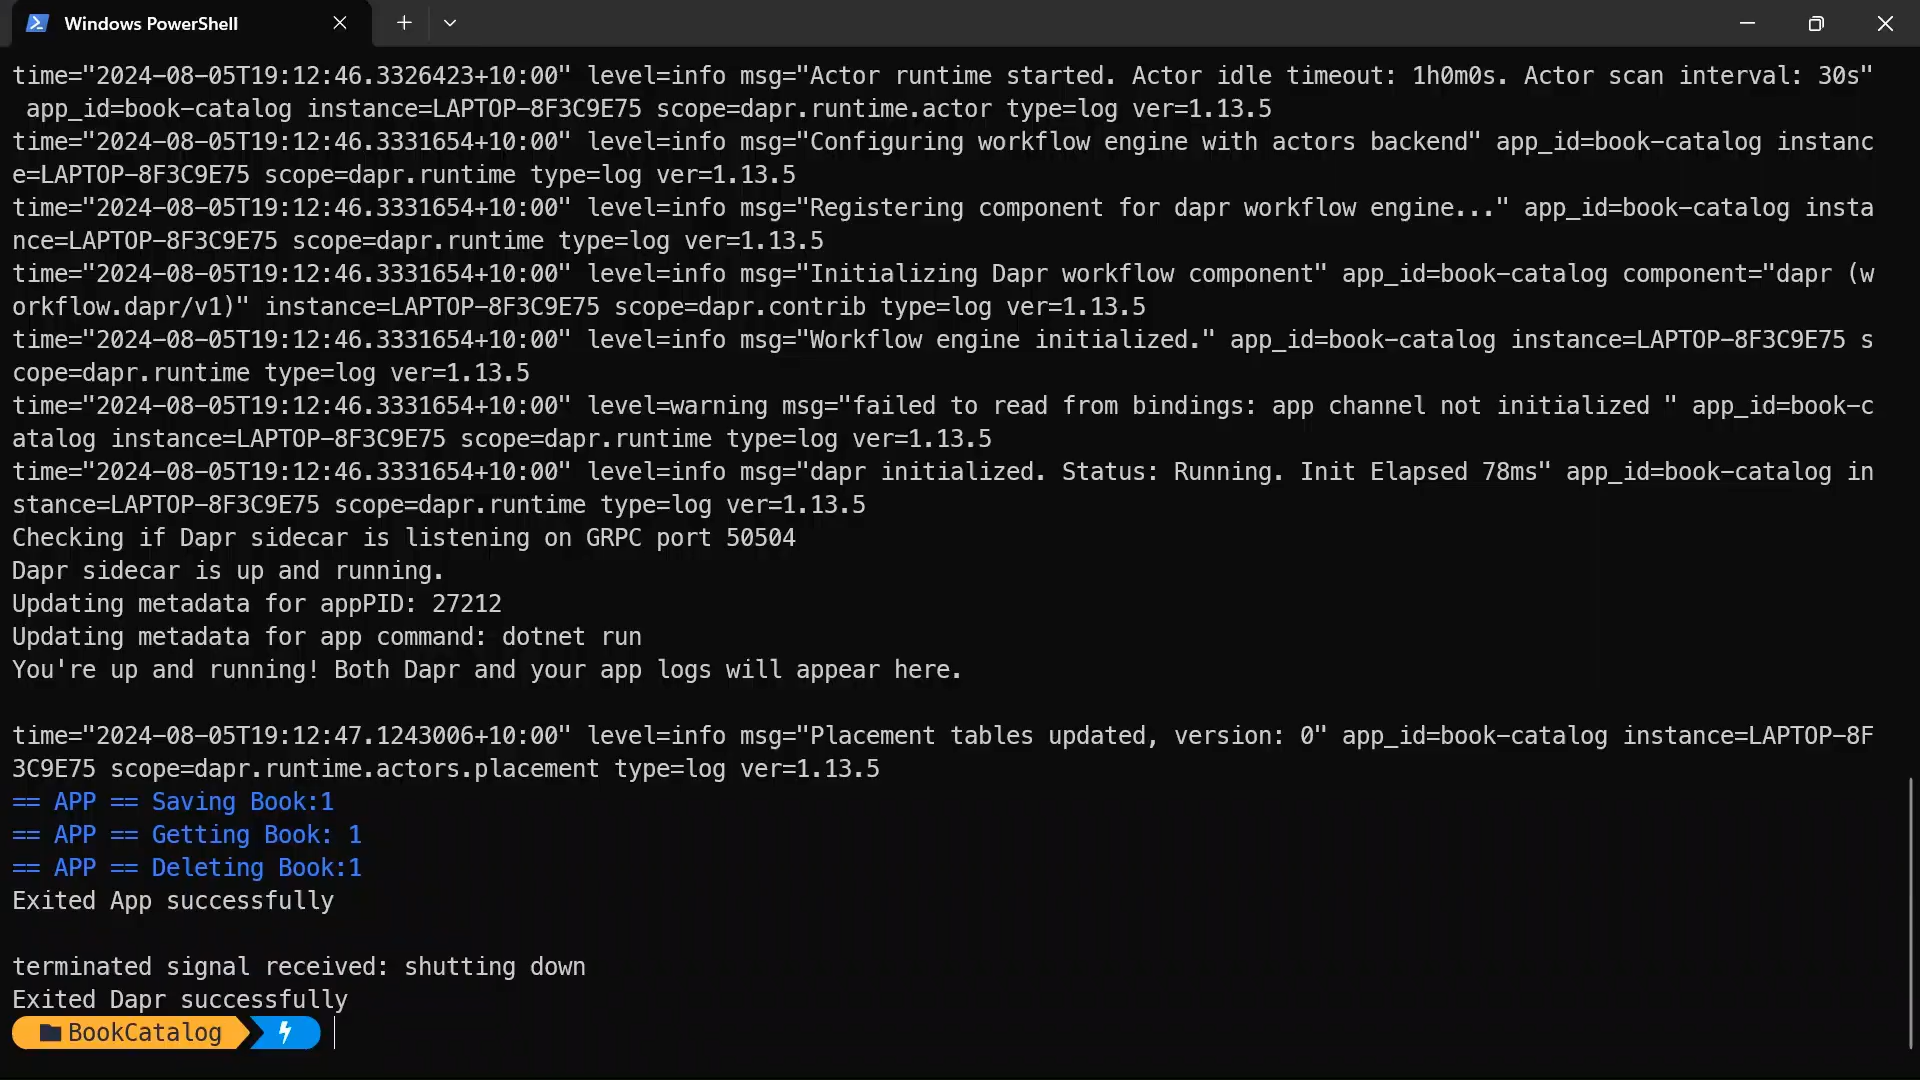 Windows PowerShell
time="2024-08-05T19:12:46.3326423+10:00" level=info msg="Actor runtime started. Actor idle timeout: 1h0m0s. Actor scan interval: 30s"
 app_id=book-catalog instance=LAPTOP-8F3C9E75 scope=dapr.runtime.actor type=log ver=1.13.5
time="2024-08-05T19:12:46.3331654+10:00" level=info msg="Configuring workflow engine with actors backend" app_id=book-catalog instanc
e=LAPTOP-8F3C9E75 scope=dapr.runtime type=log ver=1.13.5
time="2024-08-05T19:12:46.3331654+10:00" level=info msg="Registering component for dapr workflow engine..." app_id=book-catalog insta
nce=LAPTOP-8F3C9E75 scope=dapr.runtime type=log ver=1.13.5
time="2024-08-05T19:12:46.3331654+10:00" level=info msg="Initializing Dapr workflow component" app_id=book-catalog component="dapr (w
orkflow.dapr/v1)" instance=LAPTOP-8F3C9E75 scope=dapr.contrib type=log ver=1.13.5
time="2024-08-05T19:12:46.3331654+10:00" level=info msg="Workflow engine initialized." app_id=book-catalog instance=LAPTOP-8F3C9E75 s
cope=dapr.runtime type=log ver=1.13.5
time="2024-08-05T19:12:46.3331654+10:00" level=warning msg="failed to read from bindings: app channel not initialized " app_id=book-c
atalog instance=LAPTOP-8F3C9E75 scope=dapr.runtime type=log ver=1.13.5
time="2024-08-05T19:12:46.3331654+10:00" level=info msg="dapr initialized. Status: Running. Init Elapsed 78ms" app_id=book-catalog in
stance=LAPTOP-8F3C9E75 scope=dapr.runtime type=log ver=1.13.5
Checking if Dapr sidecar is listening on GRPC port 50504
Dapr sidecar is up and running.
Updating metadata for appPID: 27212
Updating metadata for app command: dotnet run
You're up and running! Both Dapr and your app logs will appear here.
time="2024-08-05T19:12:47.1243006+10:00" level=info msg="Placement tables updated, version: 0" app_id=book-catalog instance=LAPTOP-8F
3C9E75 scope=dapr.runtime.actors.placement type=log ver=1.13.5
== APP == Saving Book:1
== APP == Getting Book: 1
== APP == Deleting Book:1
Exited App successfully
terminated signal received: shutting down
Exited Dapr successfully
BookCatalog